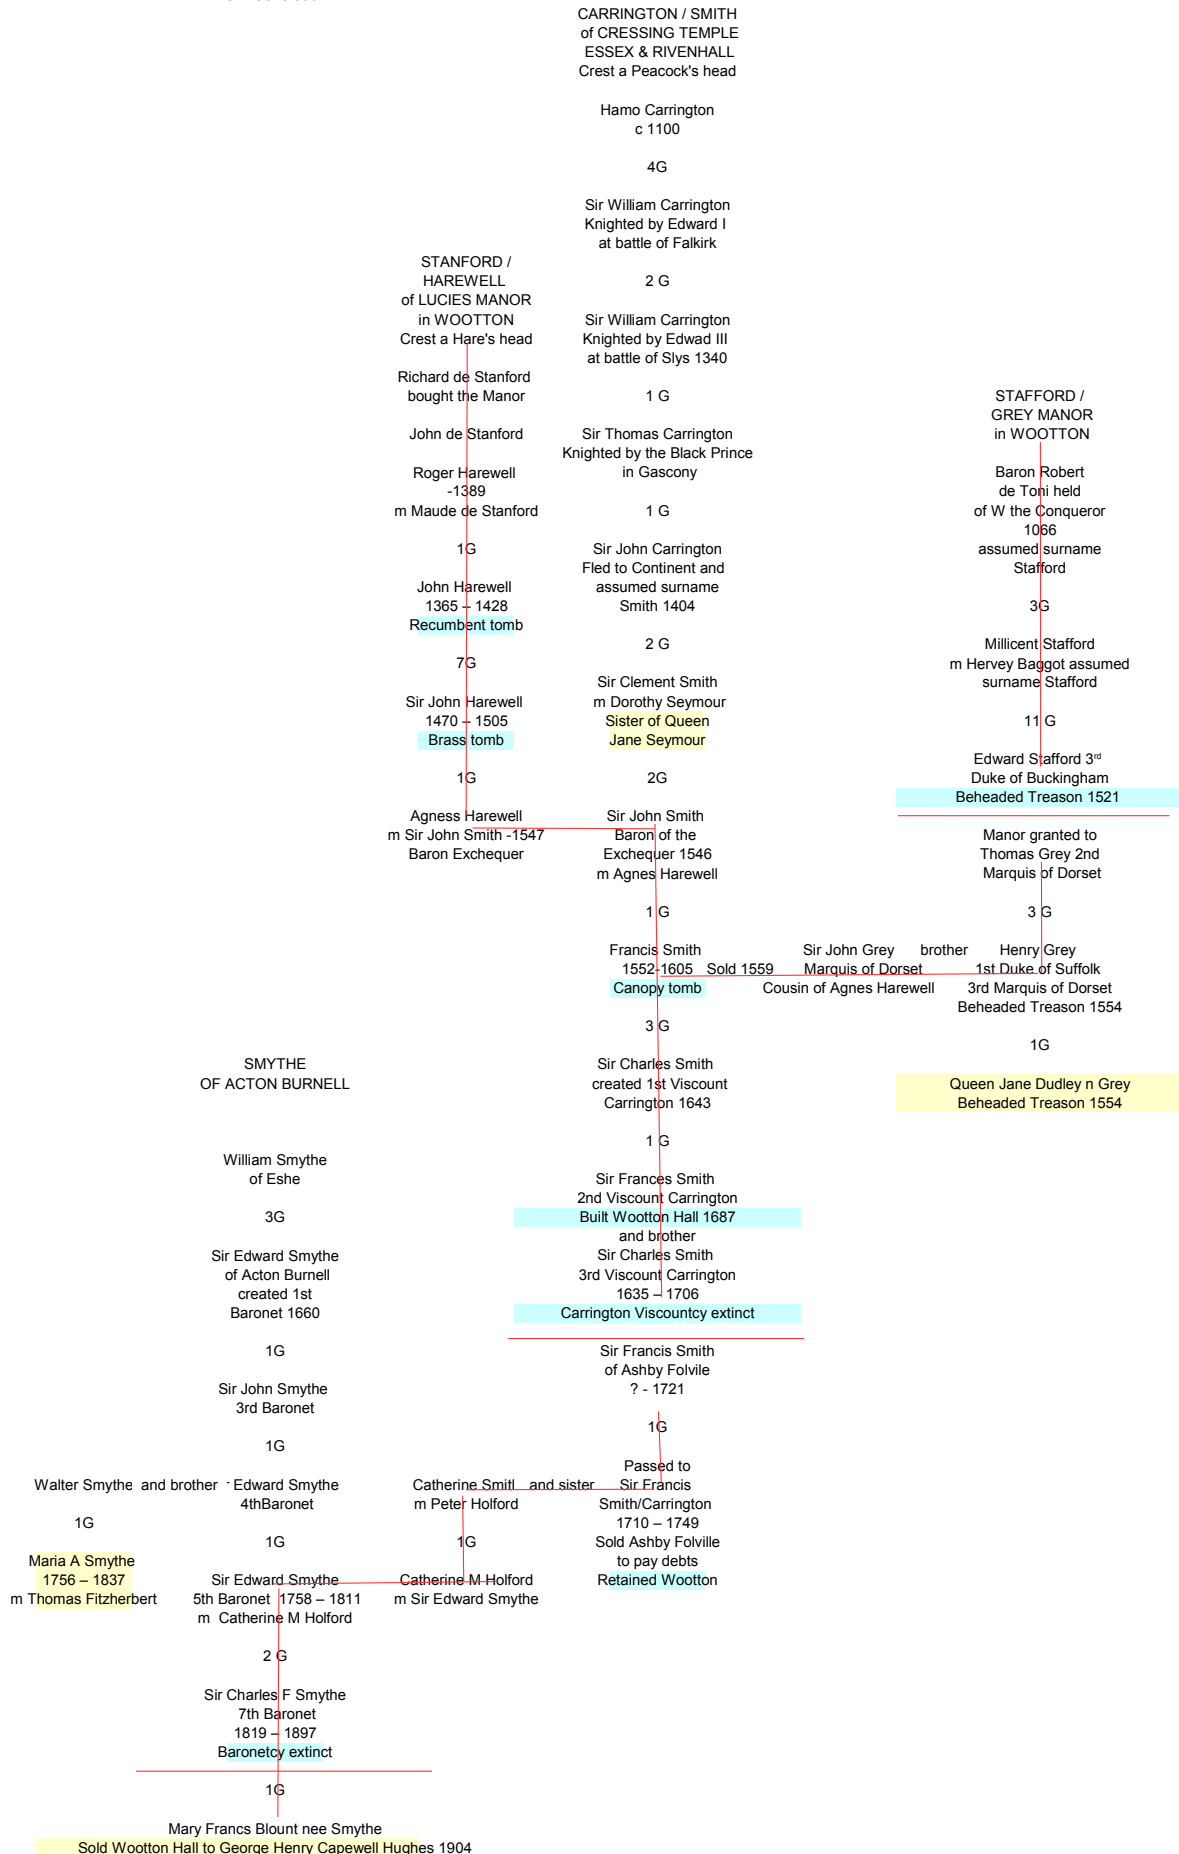 CARRINGTON / SMITH
of CRESSING TEMPLE
ESSEX & RIVENHALL
Crest a Peacock's head
Hamo Carrington
c 1100
4G
Sir William Carrington
Knighted by Edward I
at battle of Falkirk
2 G
Sir William Carrington
Knighted by Edwad III
at battle of Slys 1340
1 G
Sir Thomas Carrington
Knighted by the Black Prince
in Gascony
1 G
Sir John Carrington
Fled to Continent and
assumed surname
Smith 1404
2 G
Sir Clement Smith
m Dorothy Seymour
Sister of Queen
Jane Seymour
2G
Sir John Smith
Baron of the
Exchequer 1546
m Agnes Harewell
1 G
Francis Smith
1552-1605
Canopy tomb
3 G
Sir Charles Smith
created 1st Viscount
Carrington 1643
1 G
Sir Frances Smith
2nd Viscount Carrington
Built Wootton Hall 1687
and brother
Sir Charles Smith
3rd Viscount Carrington
1635 – 1706
Carrington Viscountcy extinct
Sir Francis Smith
of Ashby Folvile
? - 1721
1G
Passed to
Sir Francis
Smith/Carrington
1710 – 1749
Sold Ashby Folville
to pay debts
Retained Wootton
STANFORD /
HAREWELL
of LUCIES MANOR
in WOOTTON
Crest a Hare's head
Richard de Stanford
bought the Manor
John de Stanford
Roger Harewell
-1389
m Maude de Stanford
1G
John Harewell
1365 – 1428
Recumbent tomb
7G
Sir John Harewell
1470 – 1505
Brass tomb
1G
Agness Harewell
m Sir John Smith -1547
Baron Exchequer
STAFFORD /
GREY MANOR
in WOOTTON
Baron Robert
de Toni held
of W the Conqueror
1066
assumed surname
Stafford
3G
Millicent Stafford
m Hervey Baggot assumed
surname Stafford
11 G
Edward Stafford 3rd
Duke of Buckingham
Beheaded Treason 1521
Manor granted to
Thomas Grey 2nd
Marquis of Dorset
3 G
Henry Grey
1st Duke of Suffolk
3rd Marquis of Dorset
Beheaded Treason 1554
1G
Queen Jane Dudley n Grey
Beheaded Treason 1554
Sold 1559
Sir John Grey
Marquis of Dorset
Cousin of Agnes Harewell
brother
SMYTHE
OF ACTON BURNELL
William Smythe
of Eshe
3G
Sir Edward Smythe
of Acton Burnell
created 1st
Baronet 1660
1G
Sir John Smythe
3rd Baronet
1G
Walter Smythe and brother
Edward Smythe
4thBaronet
Catherine Smitl and sister
m Peter Holford
1G
1G
1G
Maria A Smythe
1756 – 1837
m Thomas Fitzherbert
Sir Edward Smythe
5th Baronet 1758 – 1811
m Catherine M Holford
Catherine M Holford
m Sir Edward Smythe
2 G
Sir Charles F Smythe
7th Baronet
1819 – 1897
Baronetcy extinct
1G
Mary Francs Blount nee Smythe
Sold Wootton Hall to George Henry Capewell Hughes 1904